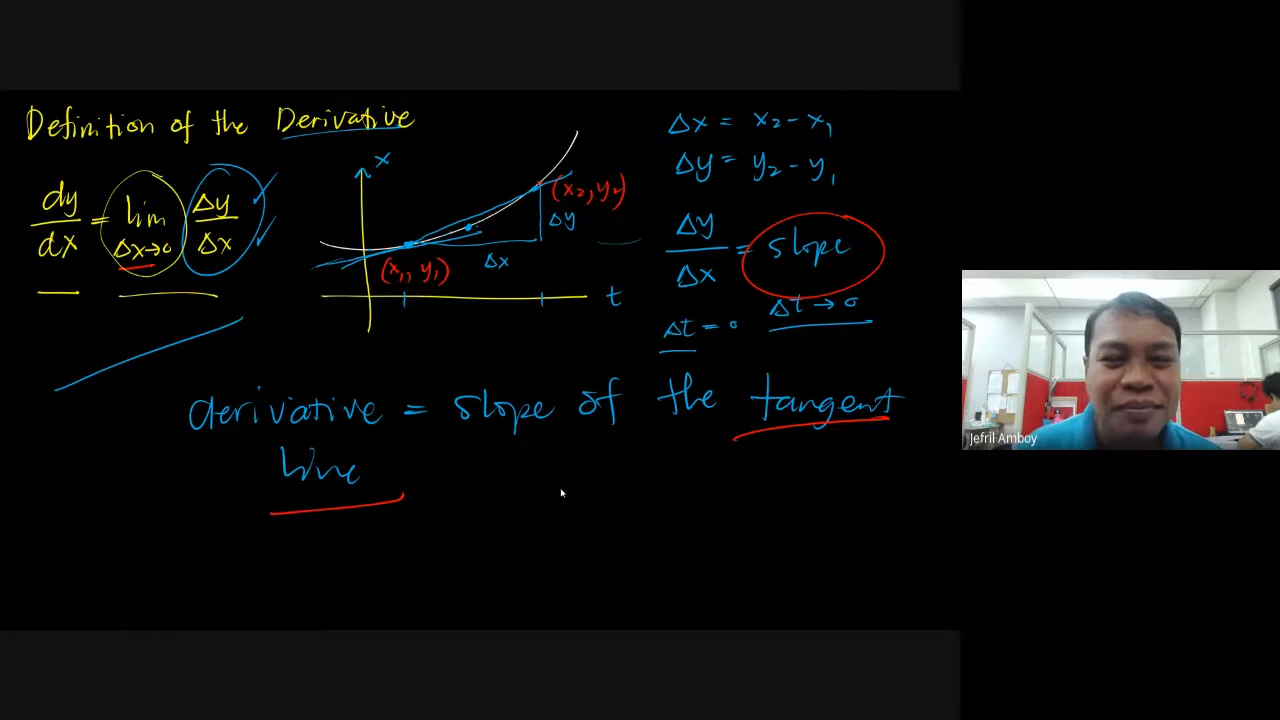 Definition of the Derivative
dy/dx = lim Δx→0 Δy/Δx
x
(x₂, y₂)
Δy
Δx
(x₁, y₁)
t
Δx = x₂ - x₁
Δy = y₂ - y₁
Δy/Δx = slope
Δt = 0 Δt → 0
derivative = slope of the tangent
line
Jefril Amboy